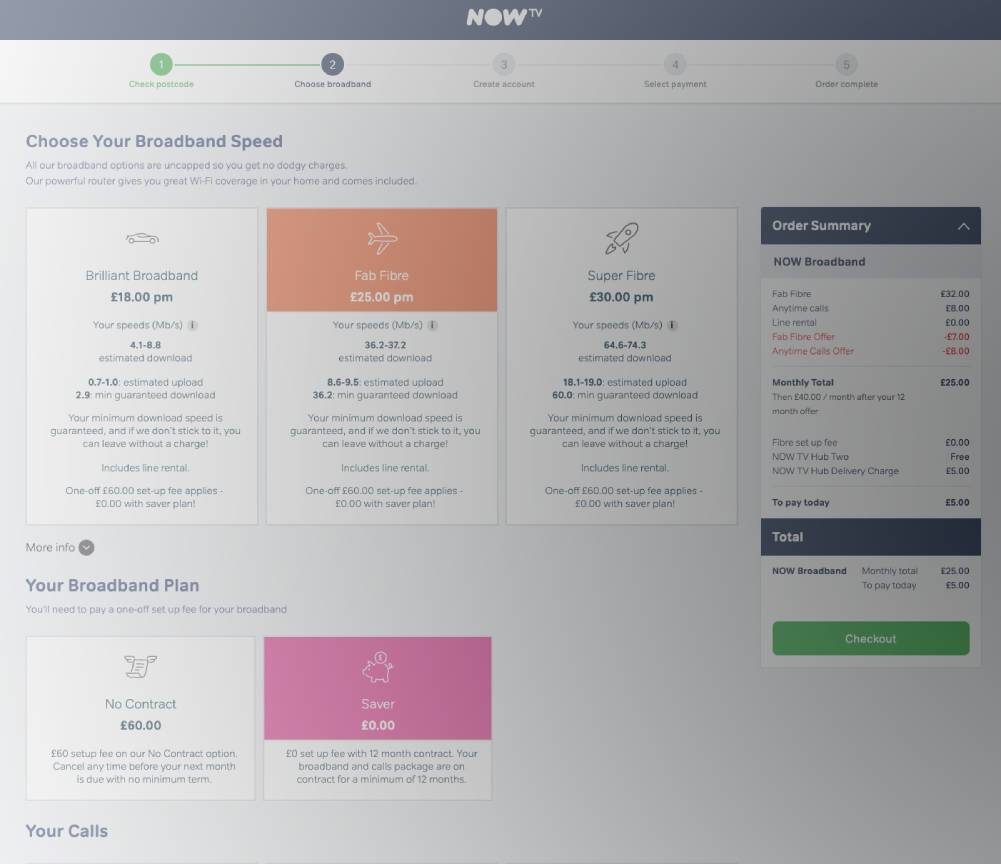 NOW TV
1
2
3
4
5
Check postcode
Choose broadband
Create account
Select payment
Order complete
Choose Your Broadband Speed
All our broadband options are uncapped so you get no dodgy charges.
Our powerful router gives you great Wi-Fi coverage in your home and comes included.
Brilliant Broadband
£18.00 pm
Your speeds (Mb/s) i
4.1-8.8
estimated download
0.7-1.0: estimated upload
2.9: min guaranteed download
Your minimum download speed is
guaranteed, and if we don't stick to it, you
can leave without a charge!
Includes line rental.
One-off £60.00 set-up fee applies -
£0.00 with saver plan!
Fab Fibre
£25.00 pm
Your speeds (Mb/s) i
36.2-37.2
estimated download
8.6-9.5: estimated upload
36.2: min guaranteed download
Your minimum download speed is
guaranteed, and if we don't stick to it, you
can leave without a charge!
Includes line rental.
One-off £60.00 set-up fee applies -
£0.00 with saver plan!
Super Fibre
£30.00 pm
Your speeds (Mb/s) i
64.6-74.3
estimated download
18.1-19.0: estimated upload
60.0: min guaranteed download
Your minimum download speed is
guaranteed, and if we don't stick to it, you
can leave without a charge!
Includes line rental.
One-off £60.00 set-up fee applies -
£0.00 with saver plan!
More info
Your Broadband Plan
You'll need to pay a one-off set up fee for your broadband
No Contract
£60.00
£60 setup fee on our No Contract option.
Cancel any time before your next month
is due with no minimum term.
£
Saver
£0.00
£0 set up fee with 12 month contract. Your
broadband and calls package are on
contract for a minimum of 12 months.
Your Calls
Order Summary
NOW Broadband
Fab Fibre £32.00
Anytime calls £8.00
Line rental £0.00
Fab Fibre Offer -£7.00
Anytime Calls Offer -£8.00
Monthly Total £25.00
Then £40.00 / month after your 12
month offer
Fibre set up fee £0.00
NOW TV Hub Two Free
NOW TV Hub Delivery Charge £5.00
To pay today £5.00
Total
NOW Broadband Monthly total £25.00
To pay today £5.00
Checkout